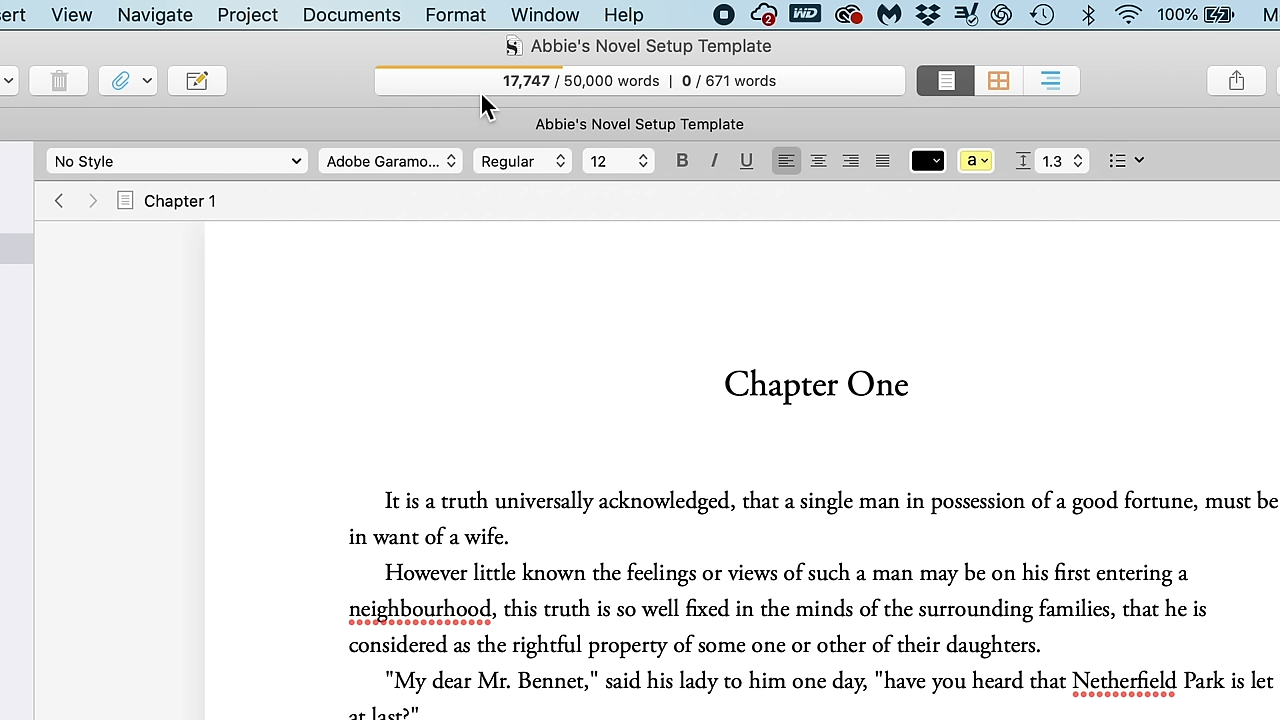 View Navigate Project Documents Format Window Help WD 2 100%
Abbie's Novel Setup Template
17,747 / 50,000 words | 0 / 671 words
Abbie's Novel Setup Template
No Style Adobe Garamo... Regular 12 B I U a 1.3
Chapter 1
Chapter One
It is a truth universally acknowledged, that a single man in possession of a good fortune, must be
in want of a wife.
However little known the feelings or views of such a man may be on his first entering a
neighbourhood, this truth is so well fixed in the minds of the surrounding families, that he is
considered as the rightful property of some one or other of their daughters.
"My dear Mr. Bennet," said his lady to him one day, "have you heard that Netherfield Park is let
at last?"